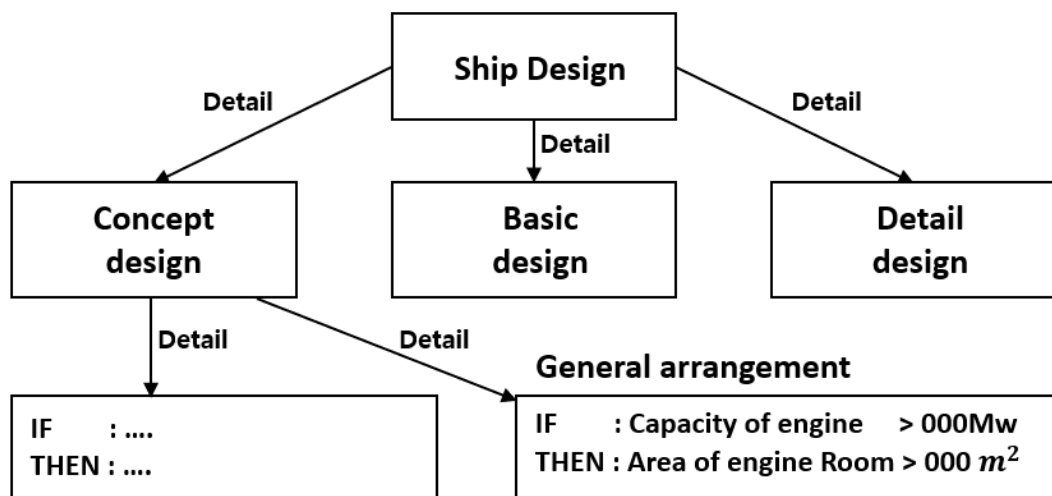 Ship Design
Detail
Detail
Detail
Concept
design
Basic
design
Detail
design
Detail
Detail
General arrangement
IF : ....
THEN : ....
IF : Capacity of engine > 000Mw
THEN : Area of engine Room > 000 m²